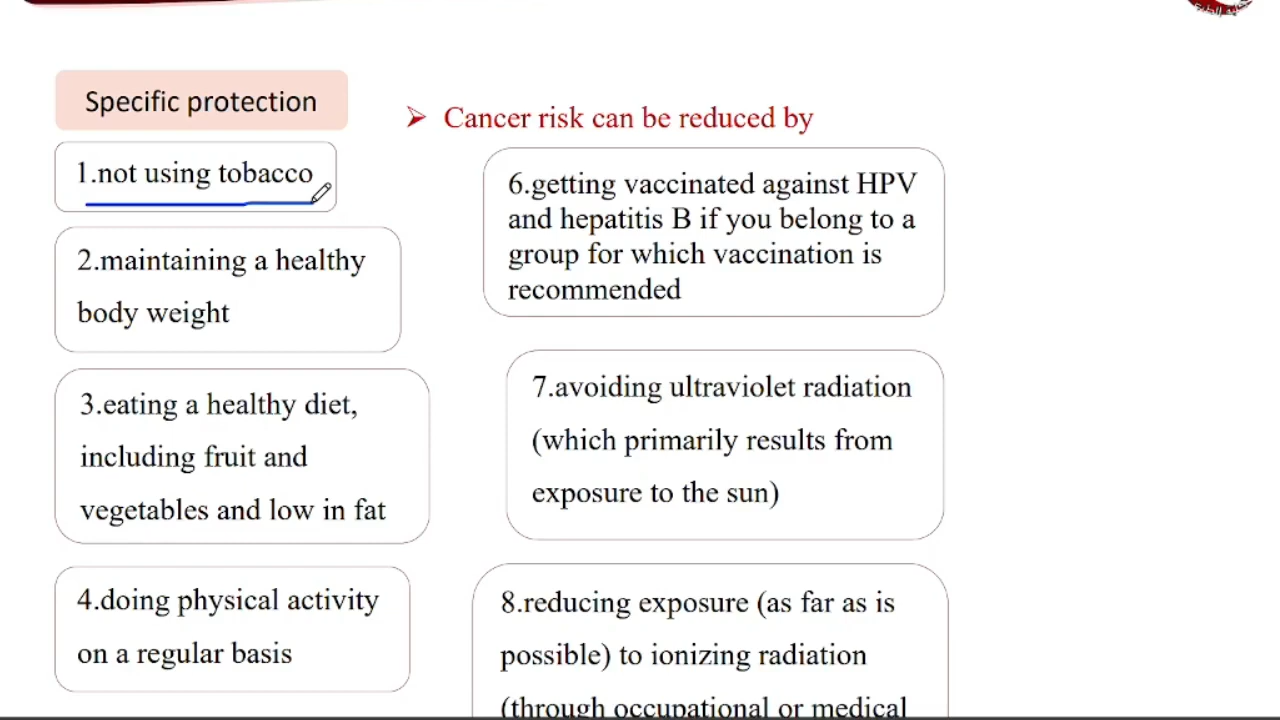 Specific protection
Cancer risk can be reduced by
1.not using tobacco
2.maintaining a healthy
body weight
3.eating a healthy diet,
including fruit and
vegetables and low in fat
4.doing physical activity
on a regular basis
6.getting vaccinated against HPV
and hepatitis B if you belong to a
group for which vaccination is
recommended
7.avoiding ultraviolet radiation
(which primarily results from
exposure to the sun)
8.reducing exposure (as far as is
possible) to ionizing radiation
(through occupational or medical